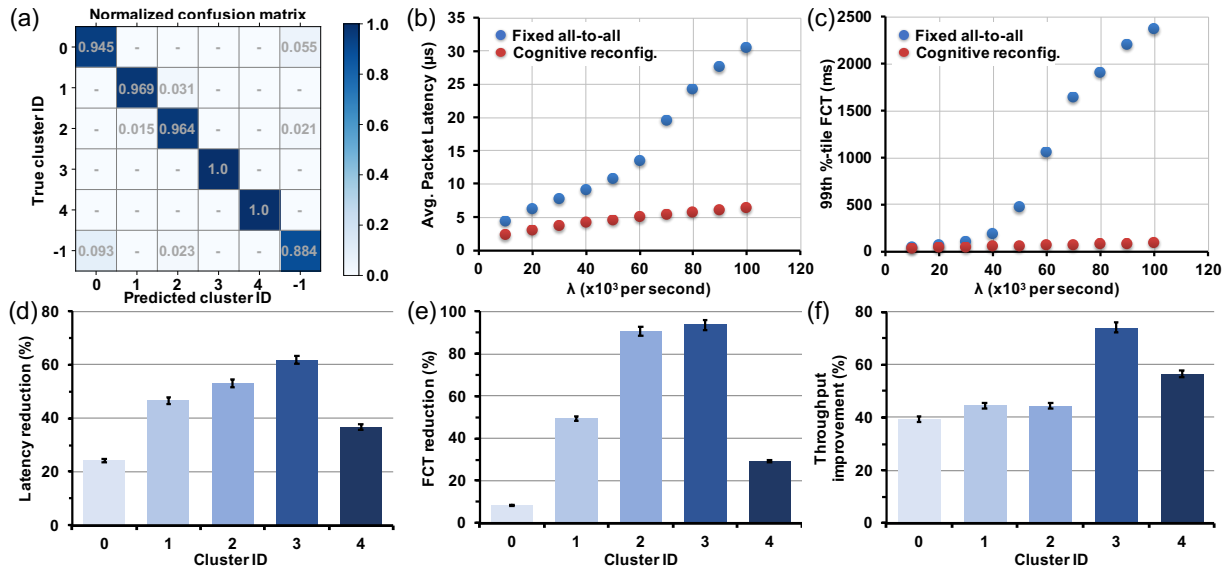 (a)
Normalized confusion matrix
True cluster ID
0
1
2
3
4
-1
0.945 - - - - 0.055
- 0.969 0.031 - - -
- 0.015 0.964 - - 0.021
- - - 1.0 - -
- - - - 1.0 -
0.093 - 0.023 - - 0.884
0 1 2 3 4 -1
Predicted cluster ID
1.0
0.8
0.6
0.4
0.2
0.0
(b)
Fixed all-to-all
Cognitive reconfig.
Avg. Packet Latency (µs)
35
30
25
20
15
10
5
0
0 20 40 60 80 100 120
λ (x10³ per second)
(c)
Fixed all-to-all
Cognitive reconfig.
99th %-tile FCT (ms)
2500
2000
1500
1000
500
0
0 20 40 60 80 100 120
λ (x10³ per second)
(d)
Latency reduction (%)
80
60
40
20
0
0 1 2 3 4
Cluster ID
(e)
FCT reduction (%)
100
80
60
40
20
0
0 1 2 3 4
Cluster ID
(f)
Throughput
improvement (%)
80
60
40
20
0
0 1 2 3 4
Cluster ID